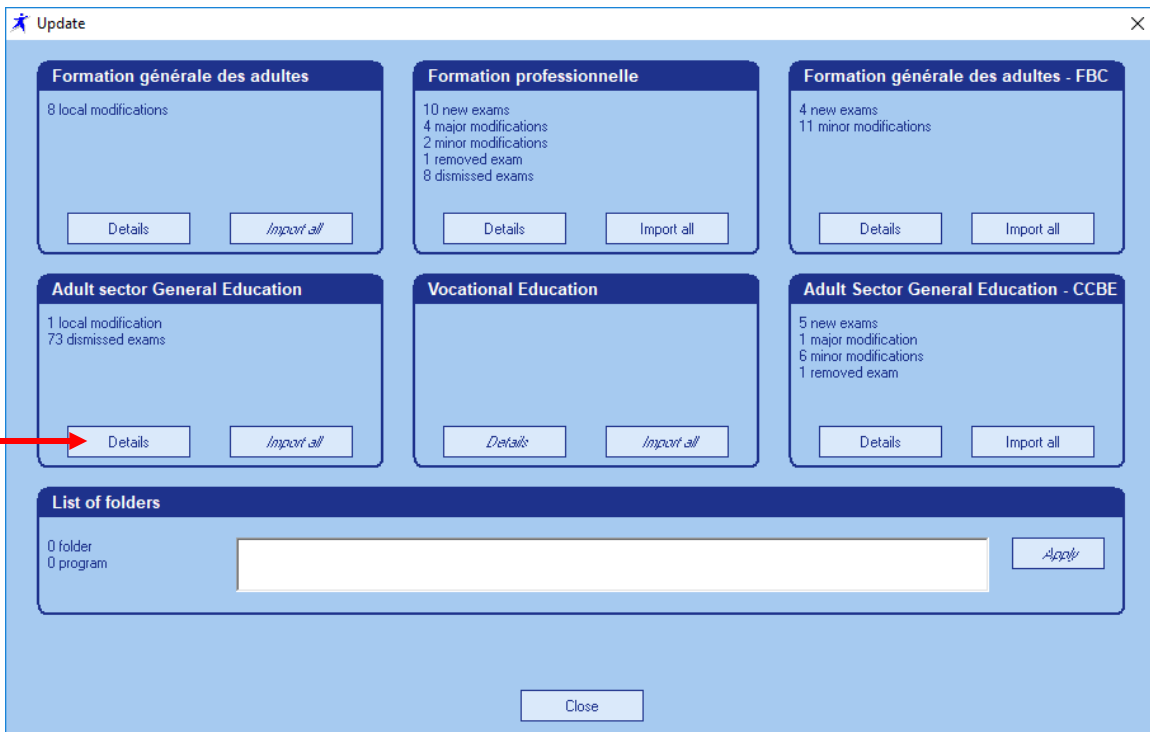 Update
Formation générale des adultes
8 local modifications
Details
Import all
Formation professionnelle
10 new exams
4 major modifications
2 minor modifications
1 removed exam
8 dismissed exams
Details
Import all
Formation générale des adultes - FBC
4 new exams
11 minor modifications
Details
Import all
Adult sector General Education
1 local modification
73 dismissed exams
Details
Import all
Vocational Education
Details
Import all
Adult Sector General Education - CCBE
5 new exams
1 major modification
6 minor modifications
1 removed exam
Details
Import all
List of folders
0 folder
0 program
Apply
Close